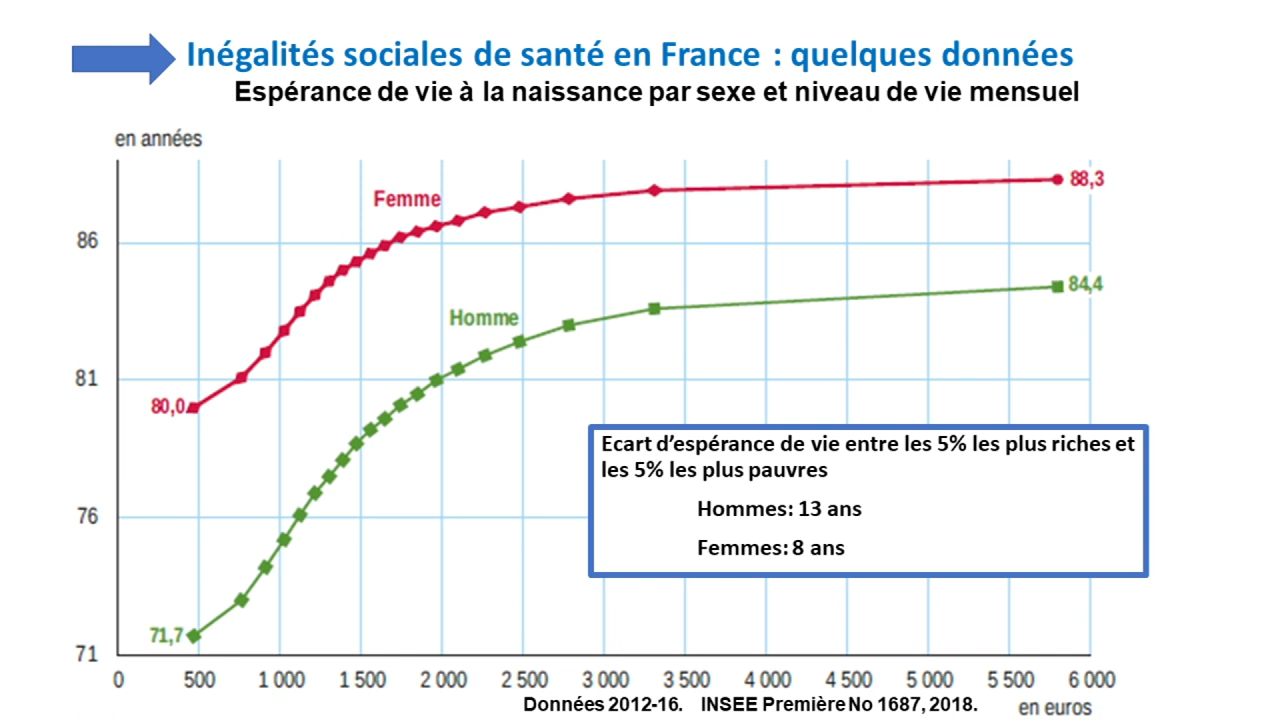 Inégalités sociales de santé en France : quelques données
Espérance de vie à la naissance par sexe et niveau de vie mensuel
en années
88,3
Femme
86
84,4
Homme
81
80,0
Ecart d’espérance de vie entre les 5% les plus riches et
les 5% les plus pauvres
Hommes: 13 ans
76
Femmes: 8 ans
71,7
71
0 500 1 000 1 500 2 000 2 500 3 000 3 500 4 000 4 500 5 000 5 500 6 000
Données 2012-16. INSEE Première No 1687, 2018.
en euros